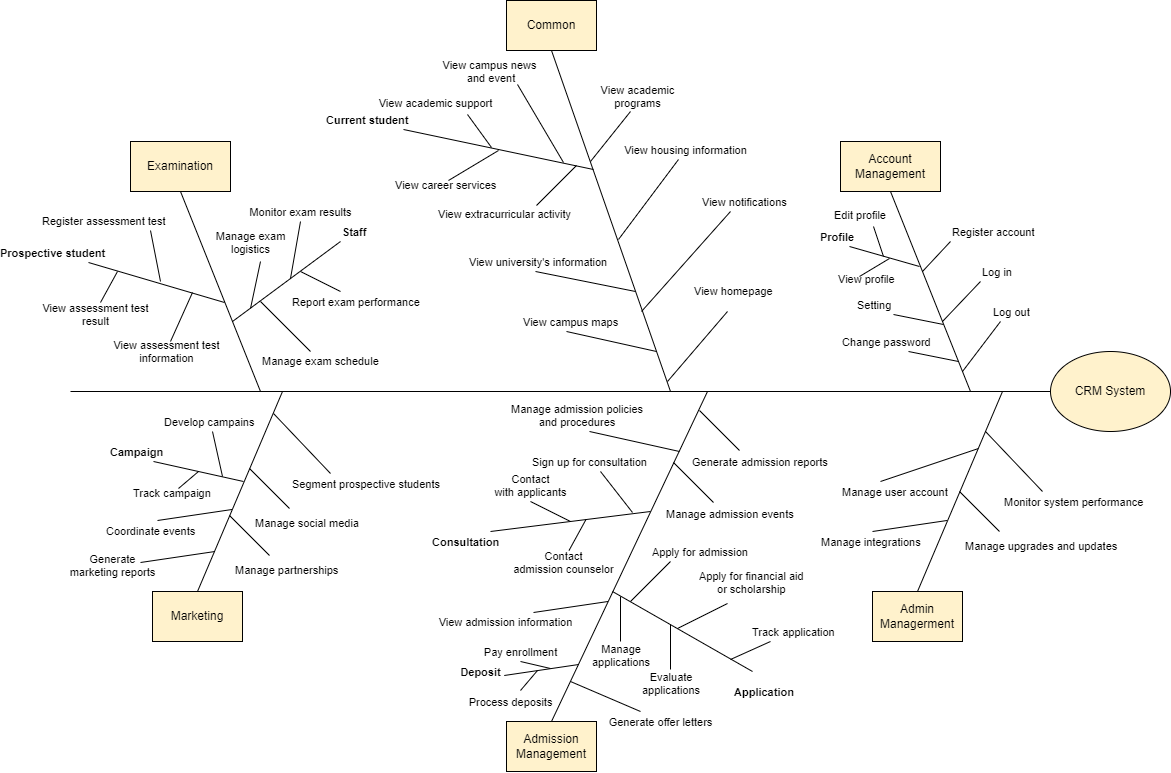 Common
View campus news
and event
View academic
programs
View academic support
Current student
View housing information
View career services
View extracurricular activity
View notifications
View university's information
View homepage
View campus maps
Examination
Register assessment test
Monitor exam results
Manage exam
logistics
Staff
Prospective student
View assessment test
result
Report exam performance
View assessment test
information
Manage exam schedule
Account
Management
Edit profile
Profile
Register account
View profile
Log in
Setting
Log out
Change password
CRM System
Develop campains
Campaign
Track campaign
Segment prospective students
Coordinate events
Manage social media
Generate
marketing reports
Manage partnerships
Marketing
Manage admission policies
and procedures
Generate admission reports
Sign up for consultation
Contact
with applicants
Manage admission events
Consultation
Contact
admission counselor
Apply for admission
Apply for financial aid
or scholarship
View admission information
Track application
Manage
applications
Pay enrollment
Deposit
Evaluate
applications
Application
Process deposits
Generate offer letters
Admission
Management
Manage user account
Monitor system performance
Manage integrations
Manage upgrades and updates
Admin
Managerment